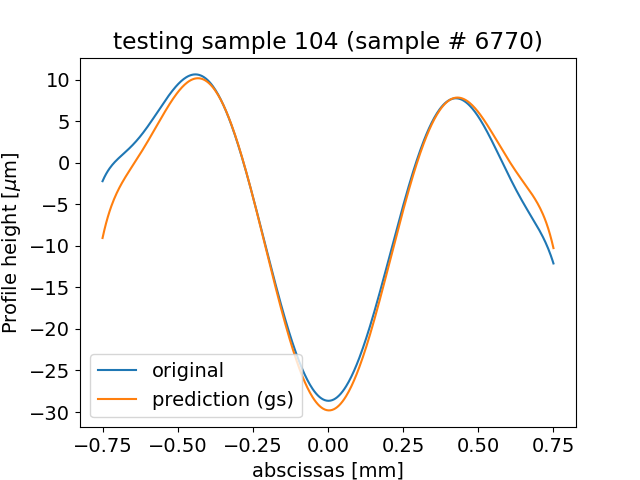 testing sample 104 (sample # 6770)
Profile height [μm]
10
5
0
−5
−10
−15
−20
−25
−30
original
prediction (gs)
−0.75 −0.50 −0.25 0.00 0.25 0.50 0.75
abscissas [mm]